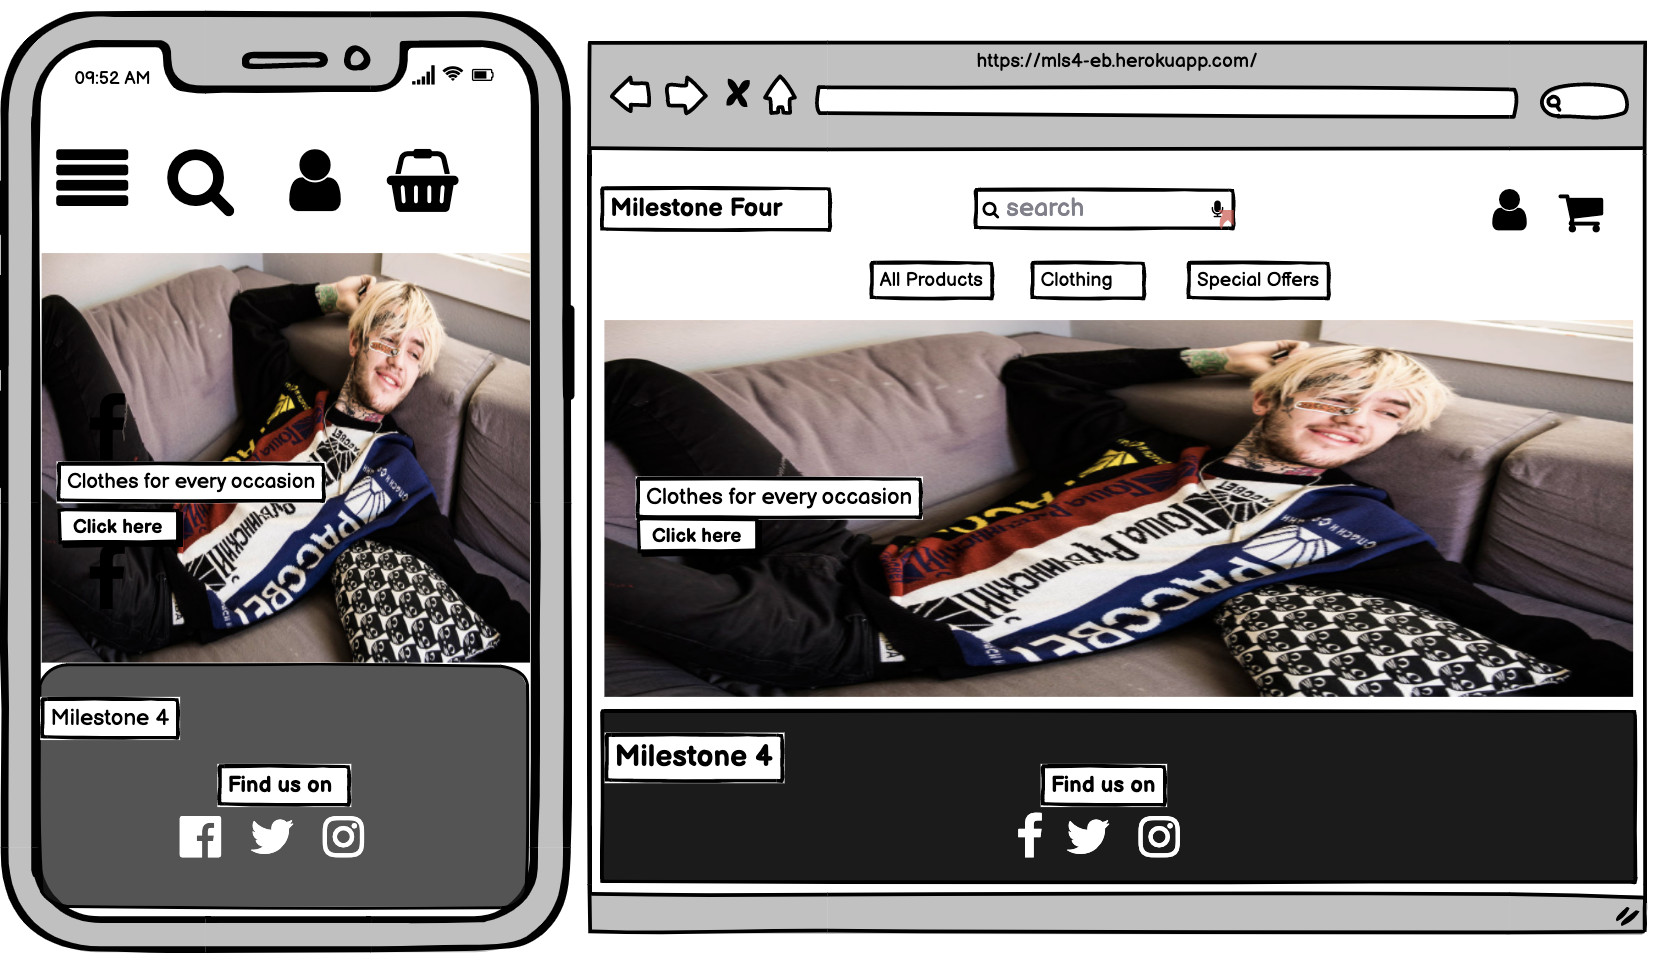 09:52 AM
Clothes for every occasion
Click here
Milestone 4
Find us on
https://mls4-eb.herokuapp.com/
Milestone Four
search
All Products
Clothing
Special Offers
Clothes for every occasion
Click here
РАССВЕТ
Milestone 4
Find us on